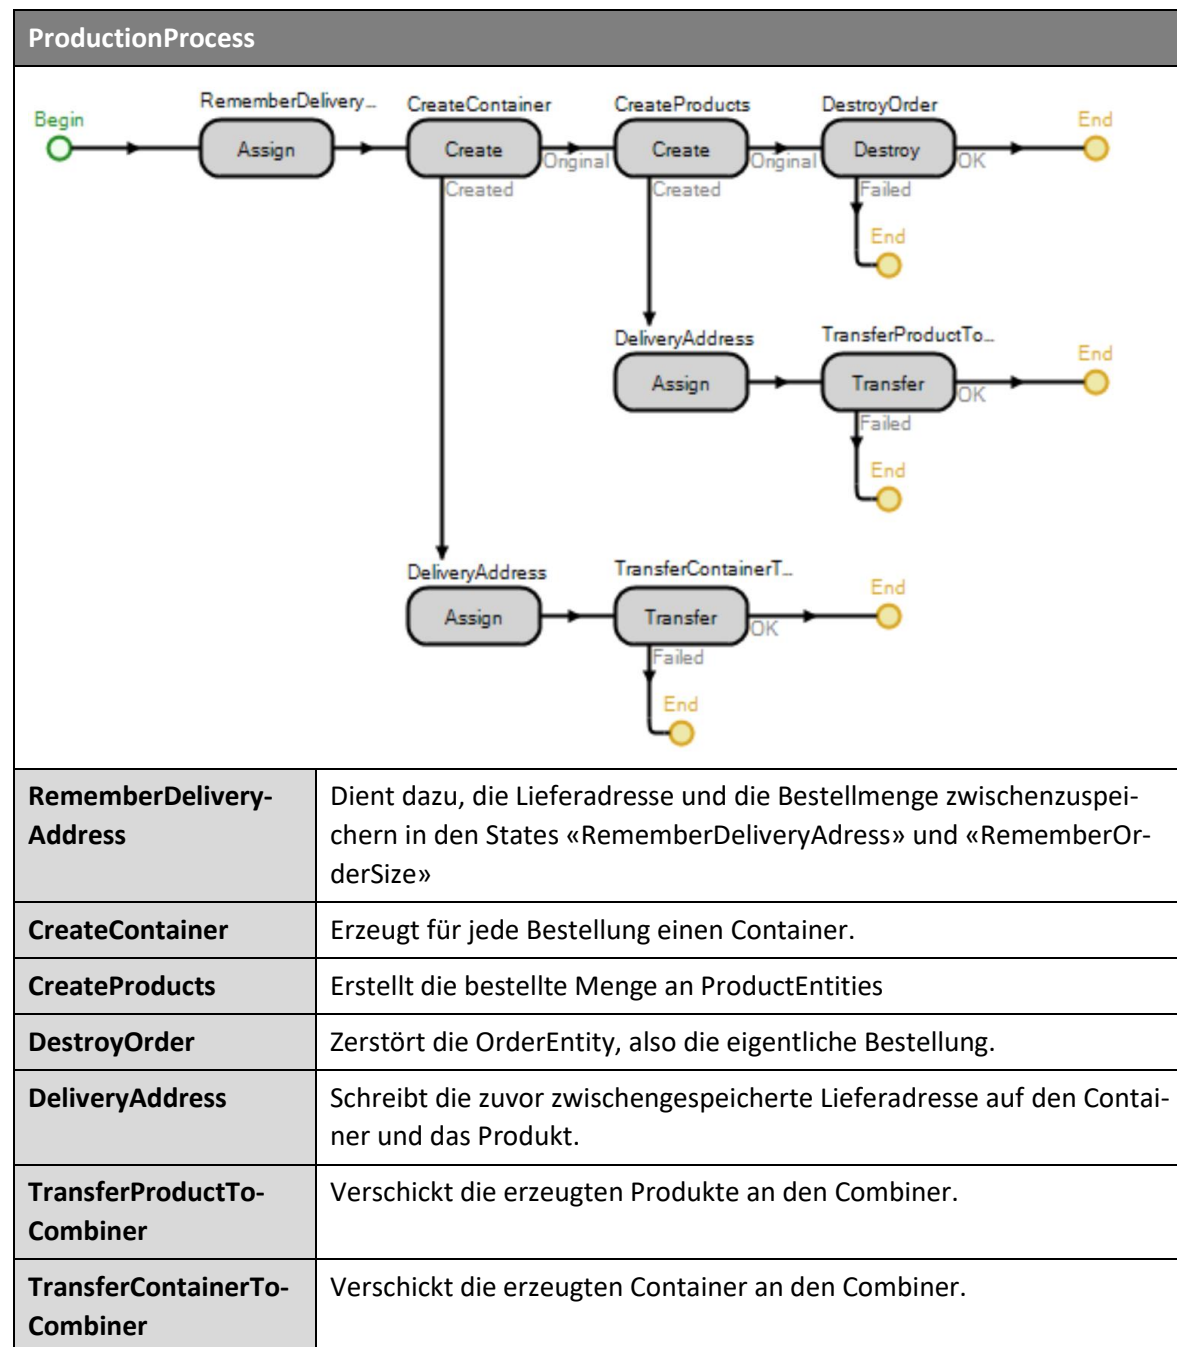 ProductionProcess
Begin
RememberDelivery...
Assign
CreateContainer
Create
Original
Created
CreateProducts
Create
Original
Created
DestroyOrder
Destroy
OK
Failed
End
End
DeliveryAddress
Assign
TransferProductTo...
Transfer
OK
Failed
End
End
DeliveryAddress
Assign
TransferContainerT...
Transfer
OK
Failed
End
End
RememberDelivery-
Address
Dient dazu, die Lieferadresse und die Bestellmenge zwischenzuspei-
chern in den States «RememberDeliveryAdress» und «RememberOr-
derSize»
CreateContainer
Erzeugt für jede Bestellung einen Container.
CreateProducts
Erstellt die bestellte Menge an ProductEntities
DestroyOrder
Zerstört die OrderEntity, also die eigentliche Bestellung.
DeliveryAddress
Schreibt die zuvor zwischengespeicherte Lieferadresse auf den Contai-
ner und das Produkt.
TransferProductTo-
Combiner
Verschickt die erzeugten Produkte an den Combiner.
TransferContainerTo-
Combiner
Verschickt die erzeugten Container an den Combiner.